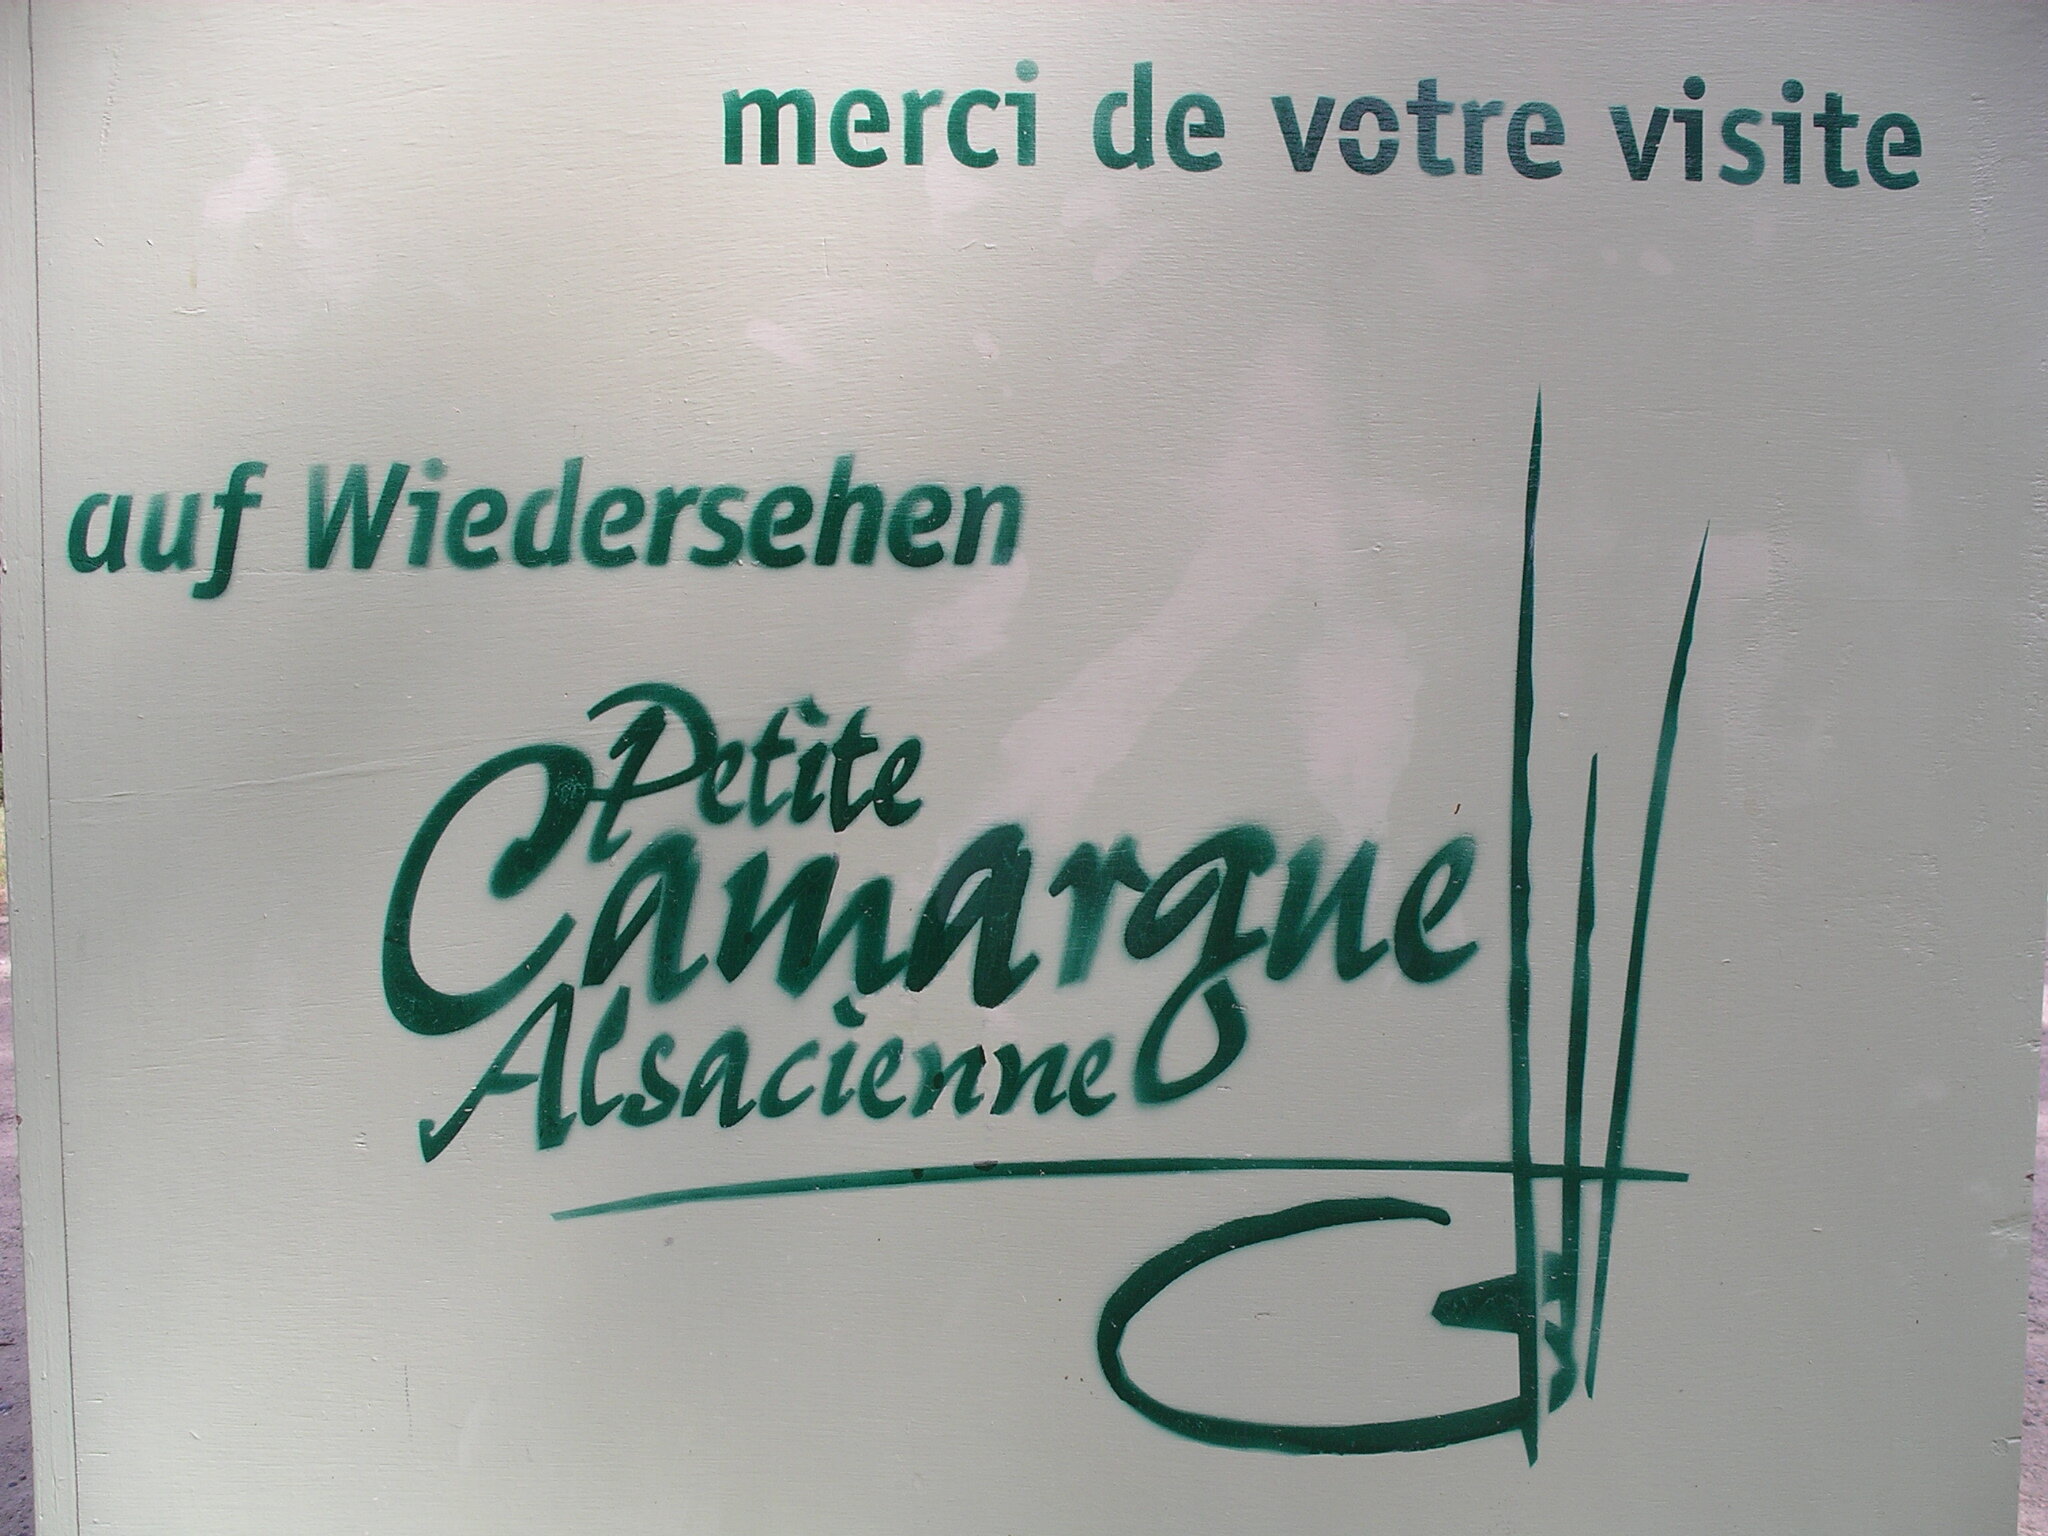 merci de votre visite
auf Wiedersehen
Petite
Camargue
Alsacienne